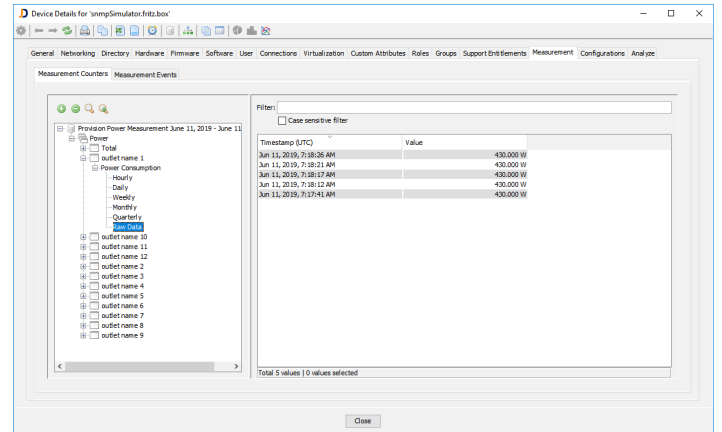 Device Details for 'snmpSimulator.fritz.box'
General Networking Directory Hardware Firmware Software User Connections Virtualization Custom Attributes Roles Groups Support Entitlements Measurement Configurations Analyze
Measurement Counters Measurement Events
Provision Power Measurement June 11, 2019 - June 11
Power
Total
outlet name 1
Power Consumption
Hourly
Daily
Weekly
Monthly
Quarterly
Raw Data
outlet name 10
outlet name 11
outlet name 12
outlet name 2
outlet name 3
outlet name 4
outlet name 5
outlet name 6
outlet name 7
outlet name 8
outlet name 9
Filter:
Case sensitive filter
Timestamp (UTC) Value
Jun 11, 2019, 7:18:26 AM 430.000 W
Jun 11, 2019, 7:18:21 AM 430.000 W
Jun 11, 2019, 7:18:17 AM 430.000 W
Jun 11, 2019, 7:18:12 AM 430.000 W
Jun 11, 2019, 7:17:41 AM 430.000 W
Total 5 values | 0 values selected
Close